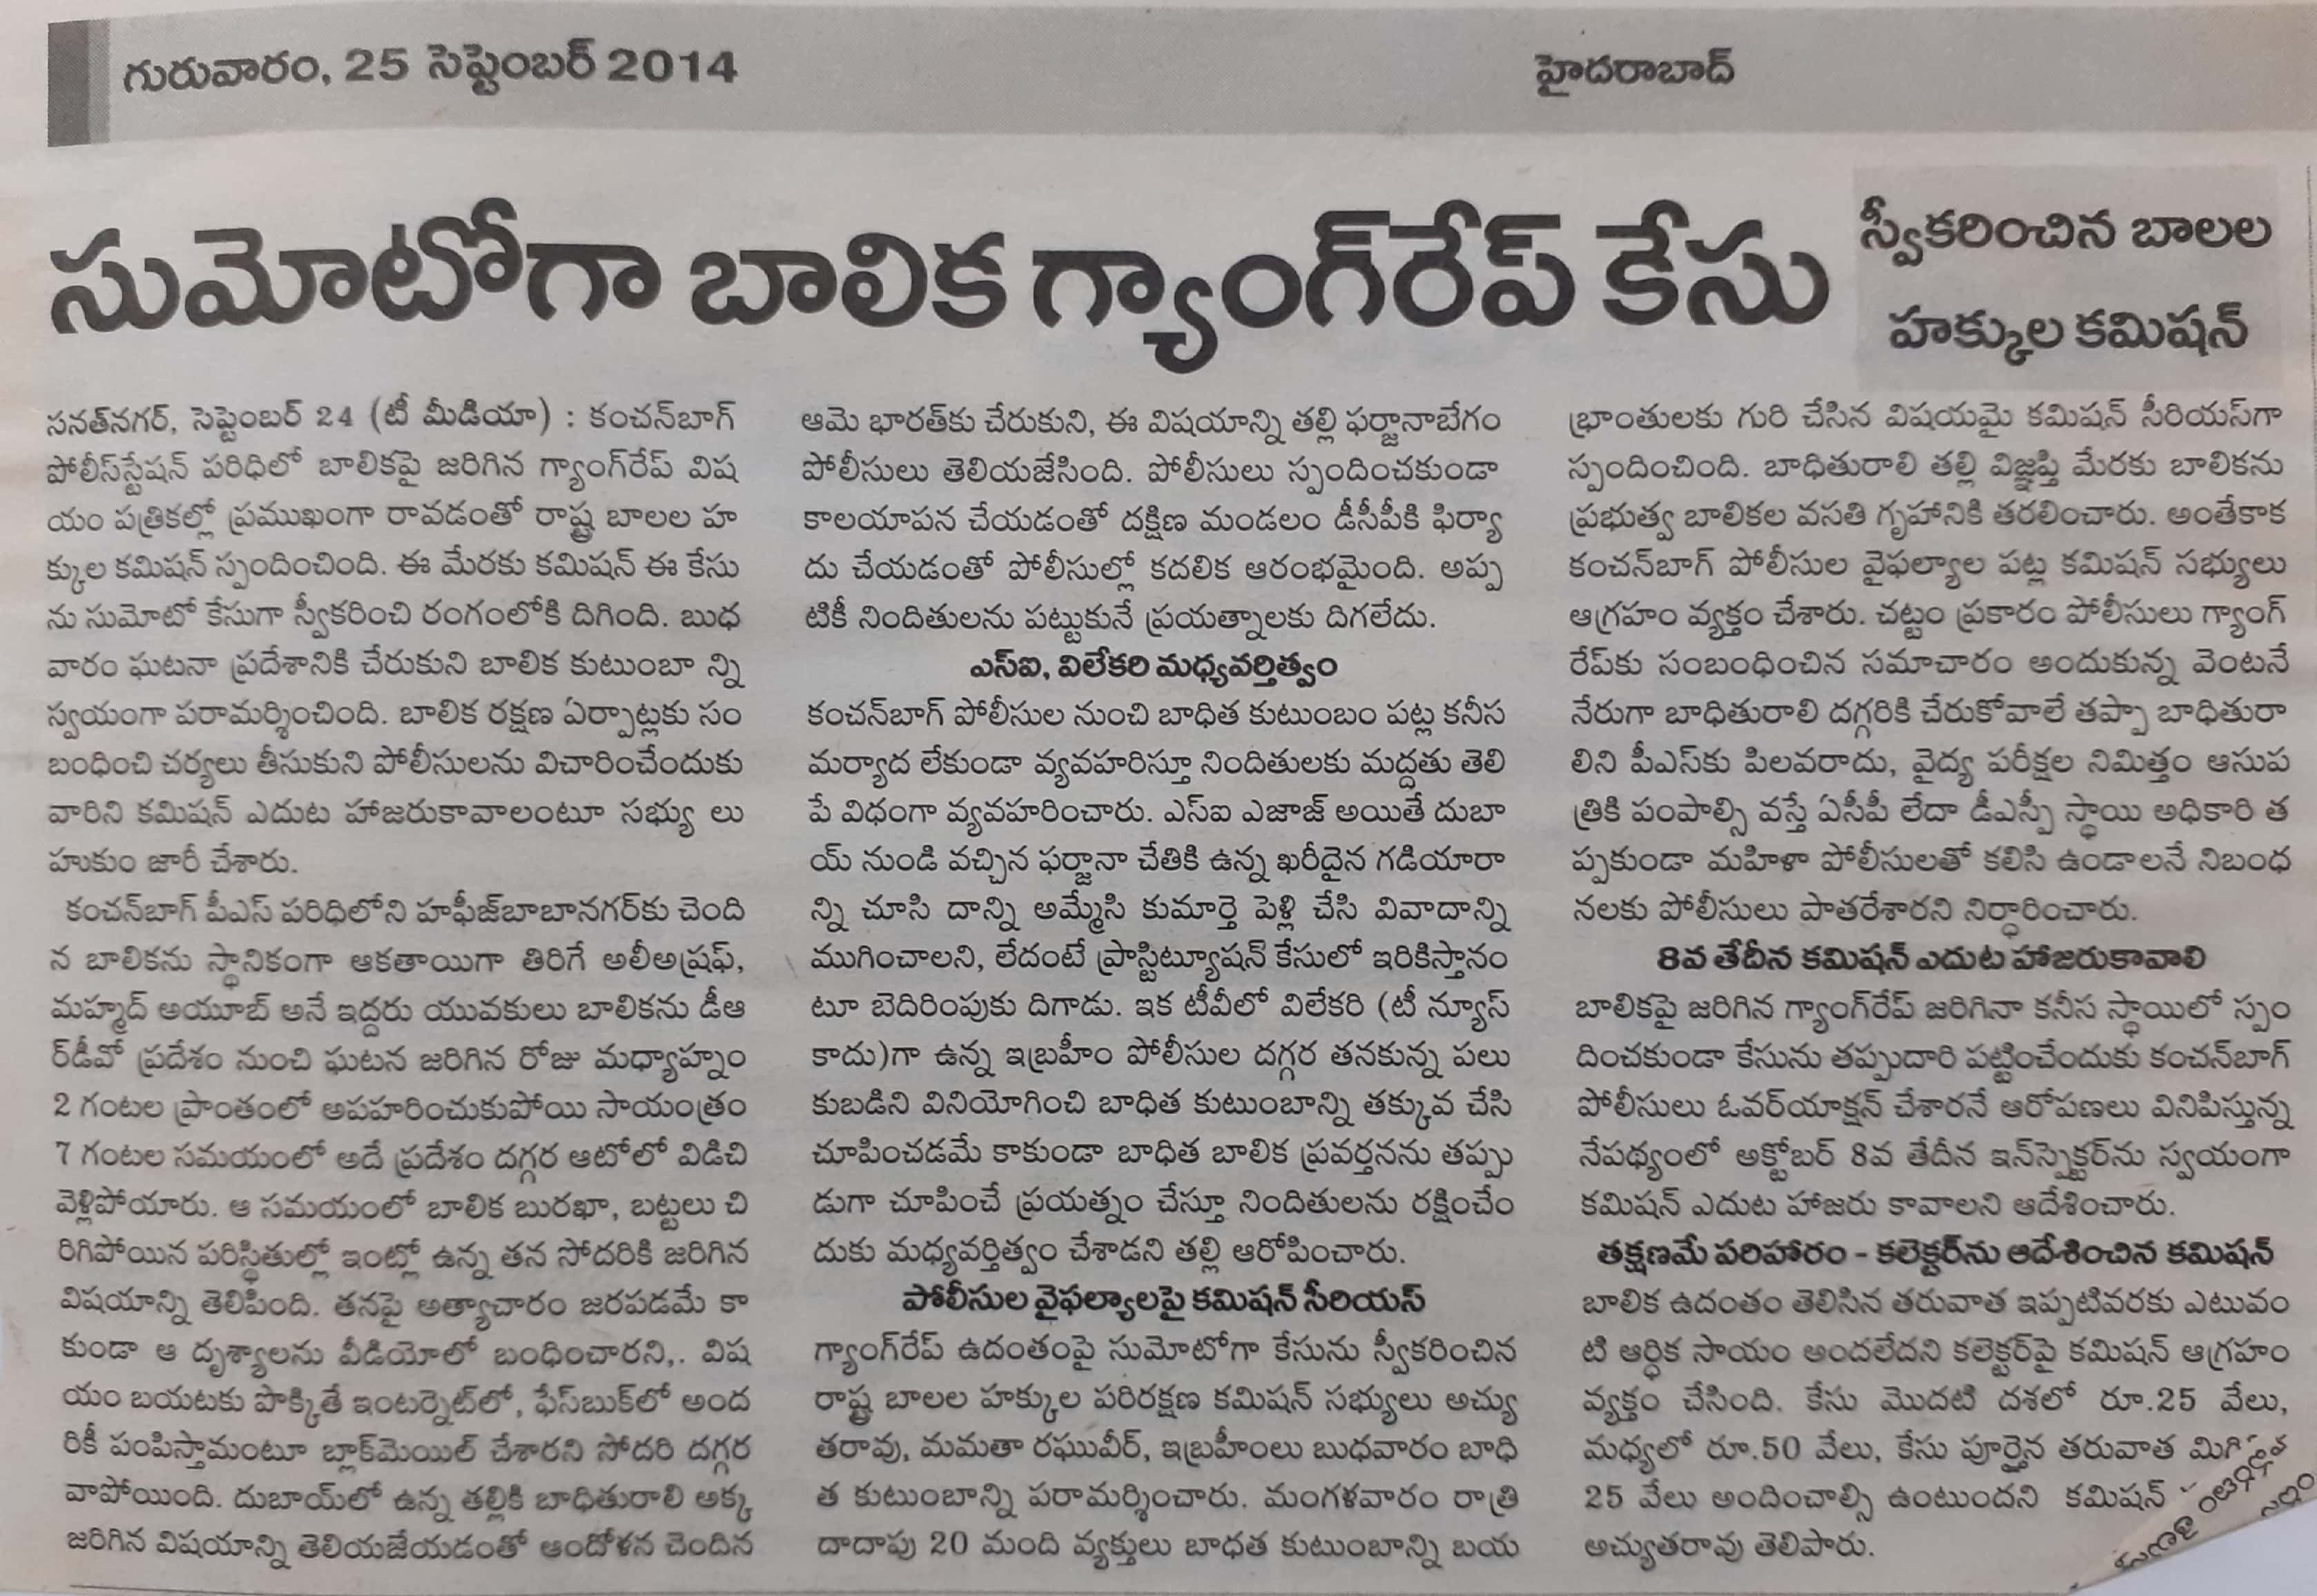 గురువారం, 25 సెప్టెంబర్ 2014
హైదరాబాద్
సుమోటోగా బాలిక గ్యాంగ్‌రేప్ కేసు
స్వీకరించిన బాలల
హక్కుల కమిషన్
సనత్‌నగర్, సెప్టెంబర్ 24 (టీ మీడియా) : కంచన్‌బాగ్
పోలీస్‌స్టేషన్ పరిధిలో బాలికపై జరిగిన గ్యాంగ్‌రేప్ విష
యం పత్రికల్లో ప్రముఖంగా రావడంతో రాష్ట్ర బాలల హ
క్కుల కమిషన్ స్పందించింది. ఈ మేరకు కమిషన్ ఈ కేసు
ను సుమోటో కేసుగా స్వీకరించి రంగంలోకి దిగింది. బుధ
వారం ఘటనా ప్రదేశానికి చేరుకుని బాలిక కుటుంబా న్ని
స్వయంగా పరామర్శించింది. బాలిక రక్షణ ఏర్పాట్లకు సం
బంధించి చర్యలు తీసుకుని పోలీసులను విచారించేందుకు
వారిని కమిషన్ ఎదుట హాజరుకావాలంటూ సభ్యు లు
హుకుం జారీ చేశారు.
కంచన్‌బాగ్ పీఎస్ పరిధిలోని హఫీజ్‌బాబానగర్‌కు చెంది
న బాలికను స్థానికంగా ఆకతాయిగా తిరిగే అలీఅష్రఫ్,
మహ్మద్ అయూబ్ అనే ఇద్దరు యువకులు బాలికను డీఆ
ర్‌డీవో ప్రదేశం నుంచి ఘటన జరిగిన రోజు మధ్యాహ్నం
2 గంటల ప్రాంతంలో అపహరించుకుపోయి సాయంత్రం
7 గంటల సమయంలో అదే ప్రదేశం దగ్గర ఆటోలో విడిచి
వెళ్లిపోయారు. ఆ సమయంలో బాలిక బురఖా, బట్టలు చి
రిగిపోయిన పరిస్థితుల్లో ఇంట్లో ఉన్న తన సోదరికి జరిగిన
విషయాన్ని తెలిపింది. తనపై అత్యాచారం జరపడమే కా
కుండా ఆ దృశ్యాలను వీడియోలో బంధించారని,. విష
యం బయటకు పొక్కితే ఇంటర్నెట్‌లో, ఫేస్‌బుక్‌లో అంద
రికీ పంపిస్తామంటూ బ్లాక్‌మెయిల్ చేశారని సోదరి దగ్గర
వాపోయింది. దుబాయ్‌లో ఉన్న తల్లికి బాధితురాలి అక్క
జరిగిన విషయాన్ని తెలియజేయడంతో ఆందోళన చెందిన
ఆమె భారత్‌కు చేరుకుని, ఈ విషయాన్ని తల్లి ఫర్జానాబేగం
పోలీసులు తెలియజేసింది. పోలీసులు స్పందించకుండా
కాలయాపన చేయడంతో దక్షిణ మండలం డీసీపీకి ఫిర్యా
దు చేయడంతో పోలీసుల్లో కదలిక ఆరంభమైంది. అప్ప
టికీ నిందితులను పట్టుకునే ప్రయత్నాలకు దిగలేదు.
ఎస్ఐ, విలేకరి మధ్యవర్తిత్వం
కంచన్‌బాగ్ పోలీసుల నుంచి బాధిత కుటుంబం పట్ల కనీస
మర్యాద లేకుండా వ్యవహరిస్తూ నిందితులకు మద్దతు తెలి
పే విధంగా వ్యవహరించారు. ఎస్ఐ ఎజాజ్ అయితే దుబా
య్ నుండి వచ్చిన ఫర్జానా చేతికి ఉన్న ఖరీదైన గడియారా
న్ని చూసి దాన్ని అమ్మేసి కుమార్తె పెళ్లి చేసి వివాదాన్ని
ముగించాలని, లేదంటే ప్రాస్టిట్యూషన్ కేసులో ఇరికిస్తానం
టూ బెదిరింపుకు దిగాడు. ఇక టీవీలో విలేకరి (టీ న్యూస్
కాదు)గా ఉన్న ఇబ్రహీం పోలీసుల దగ్గర తనకున్న పలు
కుబడిని వినియోగించి బాధిత కుటుంబాన్ని తక్కువ చేసి
చూపించడమే కాకుండా బాధిత బాలిక ప్రవర్తనను తప్పు
డుగా చూపించే ప్రయత్నం చేస్తూ నిందితులను రక్షించేం
దుకు మధ్యవర్తిత్వం చేశాడని తల్లి ఆరోపించారు.
పోలీసుల వైఫల్యాలపై కమిషన్ సీరియస్
గ్యాంగ్‌రేప్ ఉదంతంపై సుమోటోగా కేసును స్వీకరించిన
రాష్ట్ర బాలల హక్కుల పరిరక్షణ కమిషన్ సభ్యులు అచ్యు
తరావు, మమతా రఘువీర్, ఇబ్రహీంలు బుధవారం బాధి
త కుటుంబాన్ని పరామర్శించారు. మంగళవారం రాత్రి
దాదాపు 20 మంది వ్యక్తులు బాధత కుటుంబాన్ని బయ
భ్రాంతులకు గురి చేసిన విషయమై కమిషన్ సీరియస్‌గా
స్పందించింది. బాధితురాలి తల్లి విజ్ఞప్తి మేరకు బాలికను
ప్రభుత్వ బాలికల వసతి గృహానికి తరలించారు. అంతేకాక
కంచన్‌బాగ్ పోలీసుల వైఫల్యాల పట్ల కమిషన్ సభ్యులు
ఆగ్రహం వ్యక్తం చేశారు. చట్టం ప్రకారం పోలీసులు గ్యాంగ్
రేప్‌కు సంబంధించిన సమాచారం అందుకున్న వెంటనే
నేరుగా బాధితురాలి దగ్గరికి చేరుకోవాలే తప్పా బాధితురా
లిని పీఎస్‌కు పిలవరాదు, వైద్య పరీక్షల నిమిత్తం ఆసుప
త్రికి పంపాల్సి వస్తే ఏసీపీ లేదా డీఎస్పీ స్థాయి అధికారి త
ప్పకుండా మహిళా పోలీసులతో కలిసి ఉండాలనే నిబంధ
నలకు పోలీసులు పాతరేశారని నిర్ధారించారు.
8వ తేదీన కమిషన్ ఎదుట హాజరుకావాలి
బాలికపై జరిగిన గ్యాంగ్‌రేప్ జరిగినా కనీస స్థాయిలో స్పం
దించకుండా కేసును తప్పుదారి పట్టించేందుకు కంచన్‌బాగ్
పోలీసులు ఓవర్‌యాక్షన్ చేశారనే ఆరోపణలు వినిపిస్తున్న
నేపథ్యంలో అక్టోబర్ 8వ తేదీన ఇన్‌స్పెక్టర్‌ను స్వయంగా
కమిషన్ ఎదుట హాజరు కావాలని ఆదేశించారు.
తక్షణమే పరిహారం - కలెక్టర్‌ను ఆదేశించిన కమిషన్
బాలిక ఉదంతం తెలిసిన తరువాత ఇప్పటివరకు ఎటువం
టి ఆర్థిక సాయం అందలేదని కలెక్టర్‌పై కమిషన్ ఆగ్రహం
వ్యక్తం చేసింది. కేసు మొదటి దశలో రూ.25 వేలు,
మధ్యలో రూ.50 వేలు, కేసు పూర్తైన తరువాత
25 వేలు అందించాల్సి ఉంటుందని కమిషన్
అచ్యుతరావు తెలిపారు.